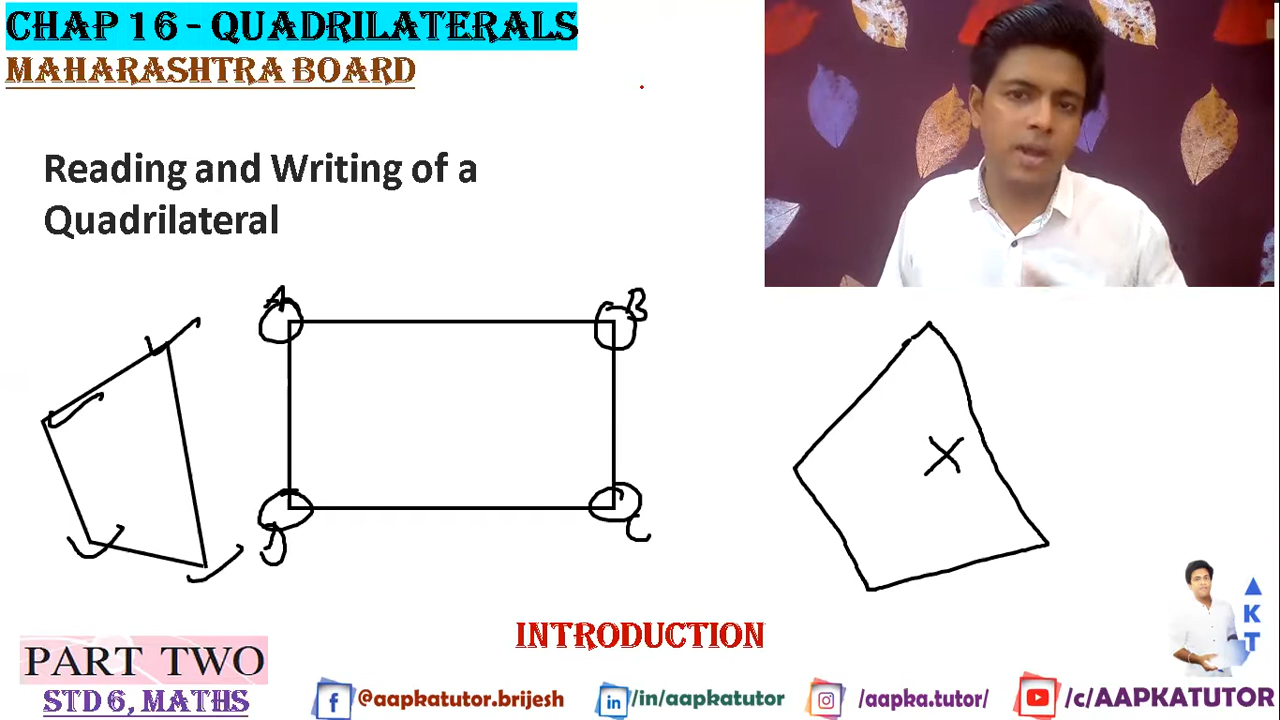 CHAP 16 - QUADRILATERALS
MAHARASHTRA BOARD
Reading and Writing of a
Quadrilateral
A
B
D
C
X
INTRODUCTION
PART TWO
STD 6, MATHS
AKT
@aapkatutor.brijesh
/in/aapkatutor
/aapka.tutor/
/c/AAPKATUTOR